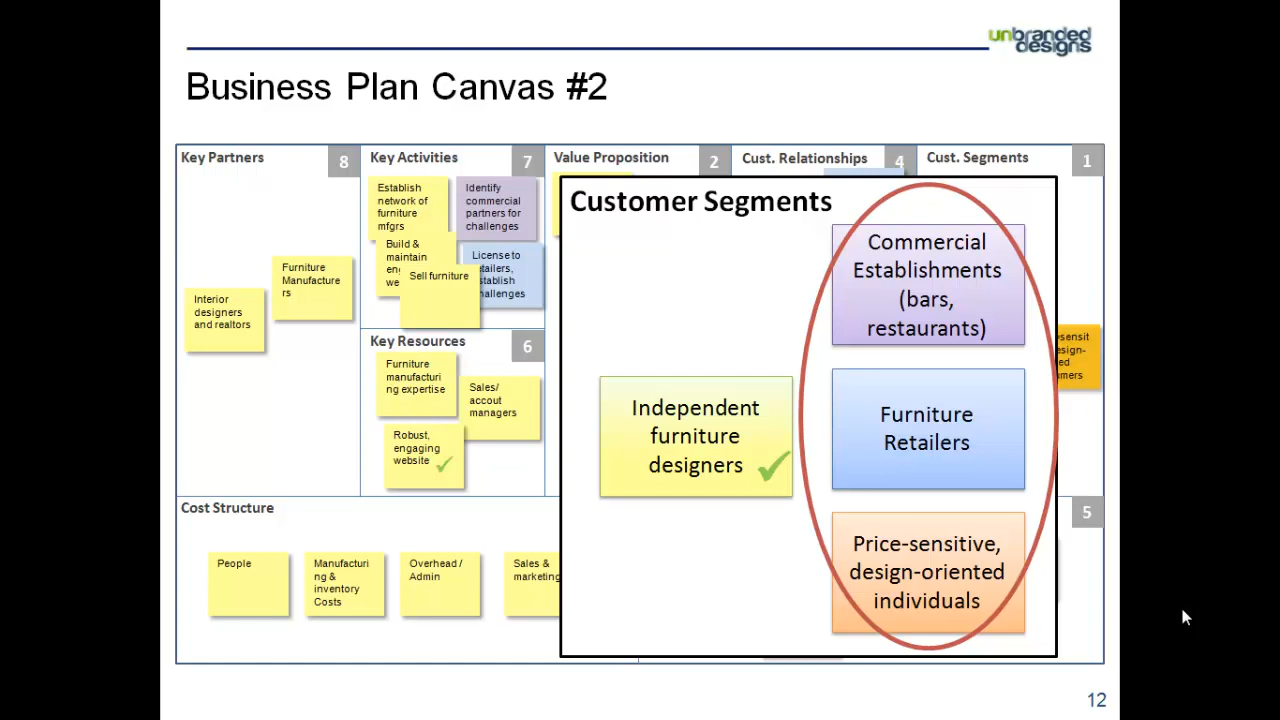 unbranded
designs
Business Plan Canvas #2
Key Partners
8
Key Activities
7
Value Proposition
2
Cust. Relationships
4
Cust. Segments
1
Interior
designers
and realtors
Furniture
Manufacture
rs
Establish
network of
furniture
mfgrs
Identify
commercial
partners for
challenges
Build &
maintain
License to
Sell furniture
Key Resources
6
Furniture
manufacturi
ng expertise
Sales/
accout
managers
Robust,
engaging
website
Customer Segments
Commercial
Establishments
(bars,
restaurants)
Independent
furniture
designers
Furniture
Retailers
Price-sensitive,
design-oriented
individuals
Cost Structure
5
People
Manufacturi
ng &
inventory
Costs
Overhead /
Admin
Sales &
marketing
12